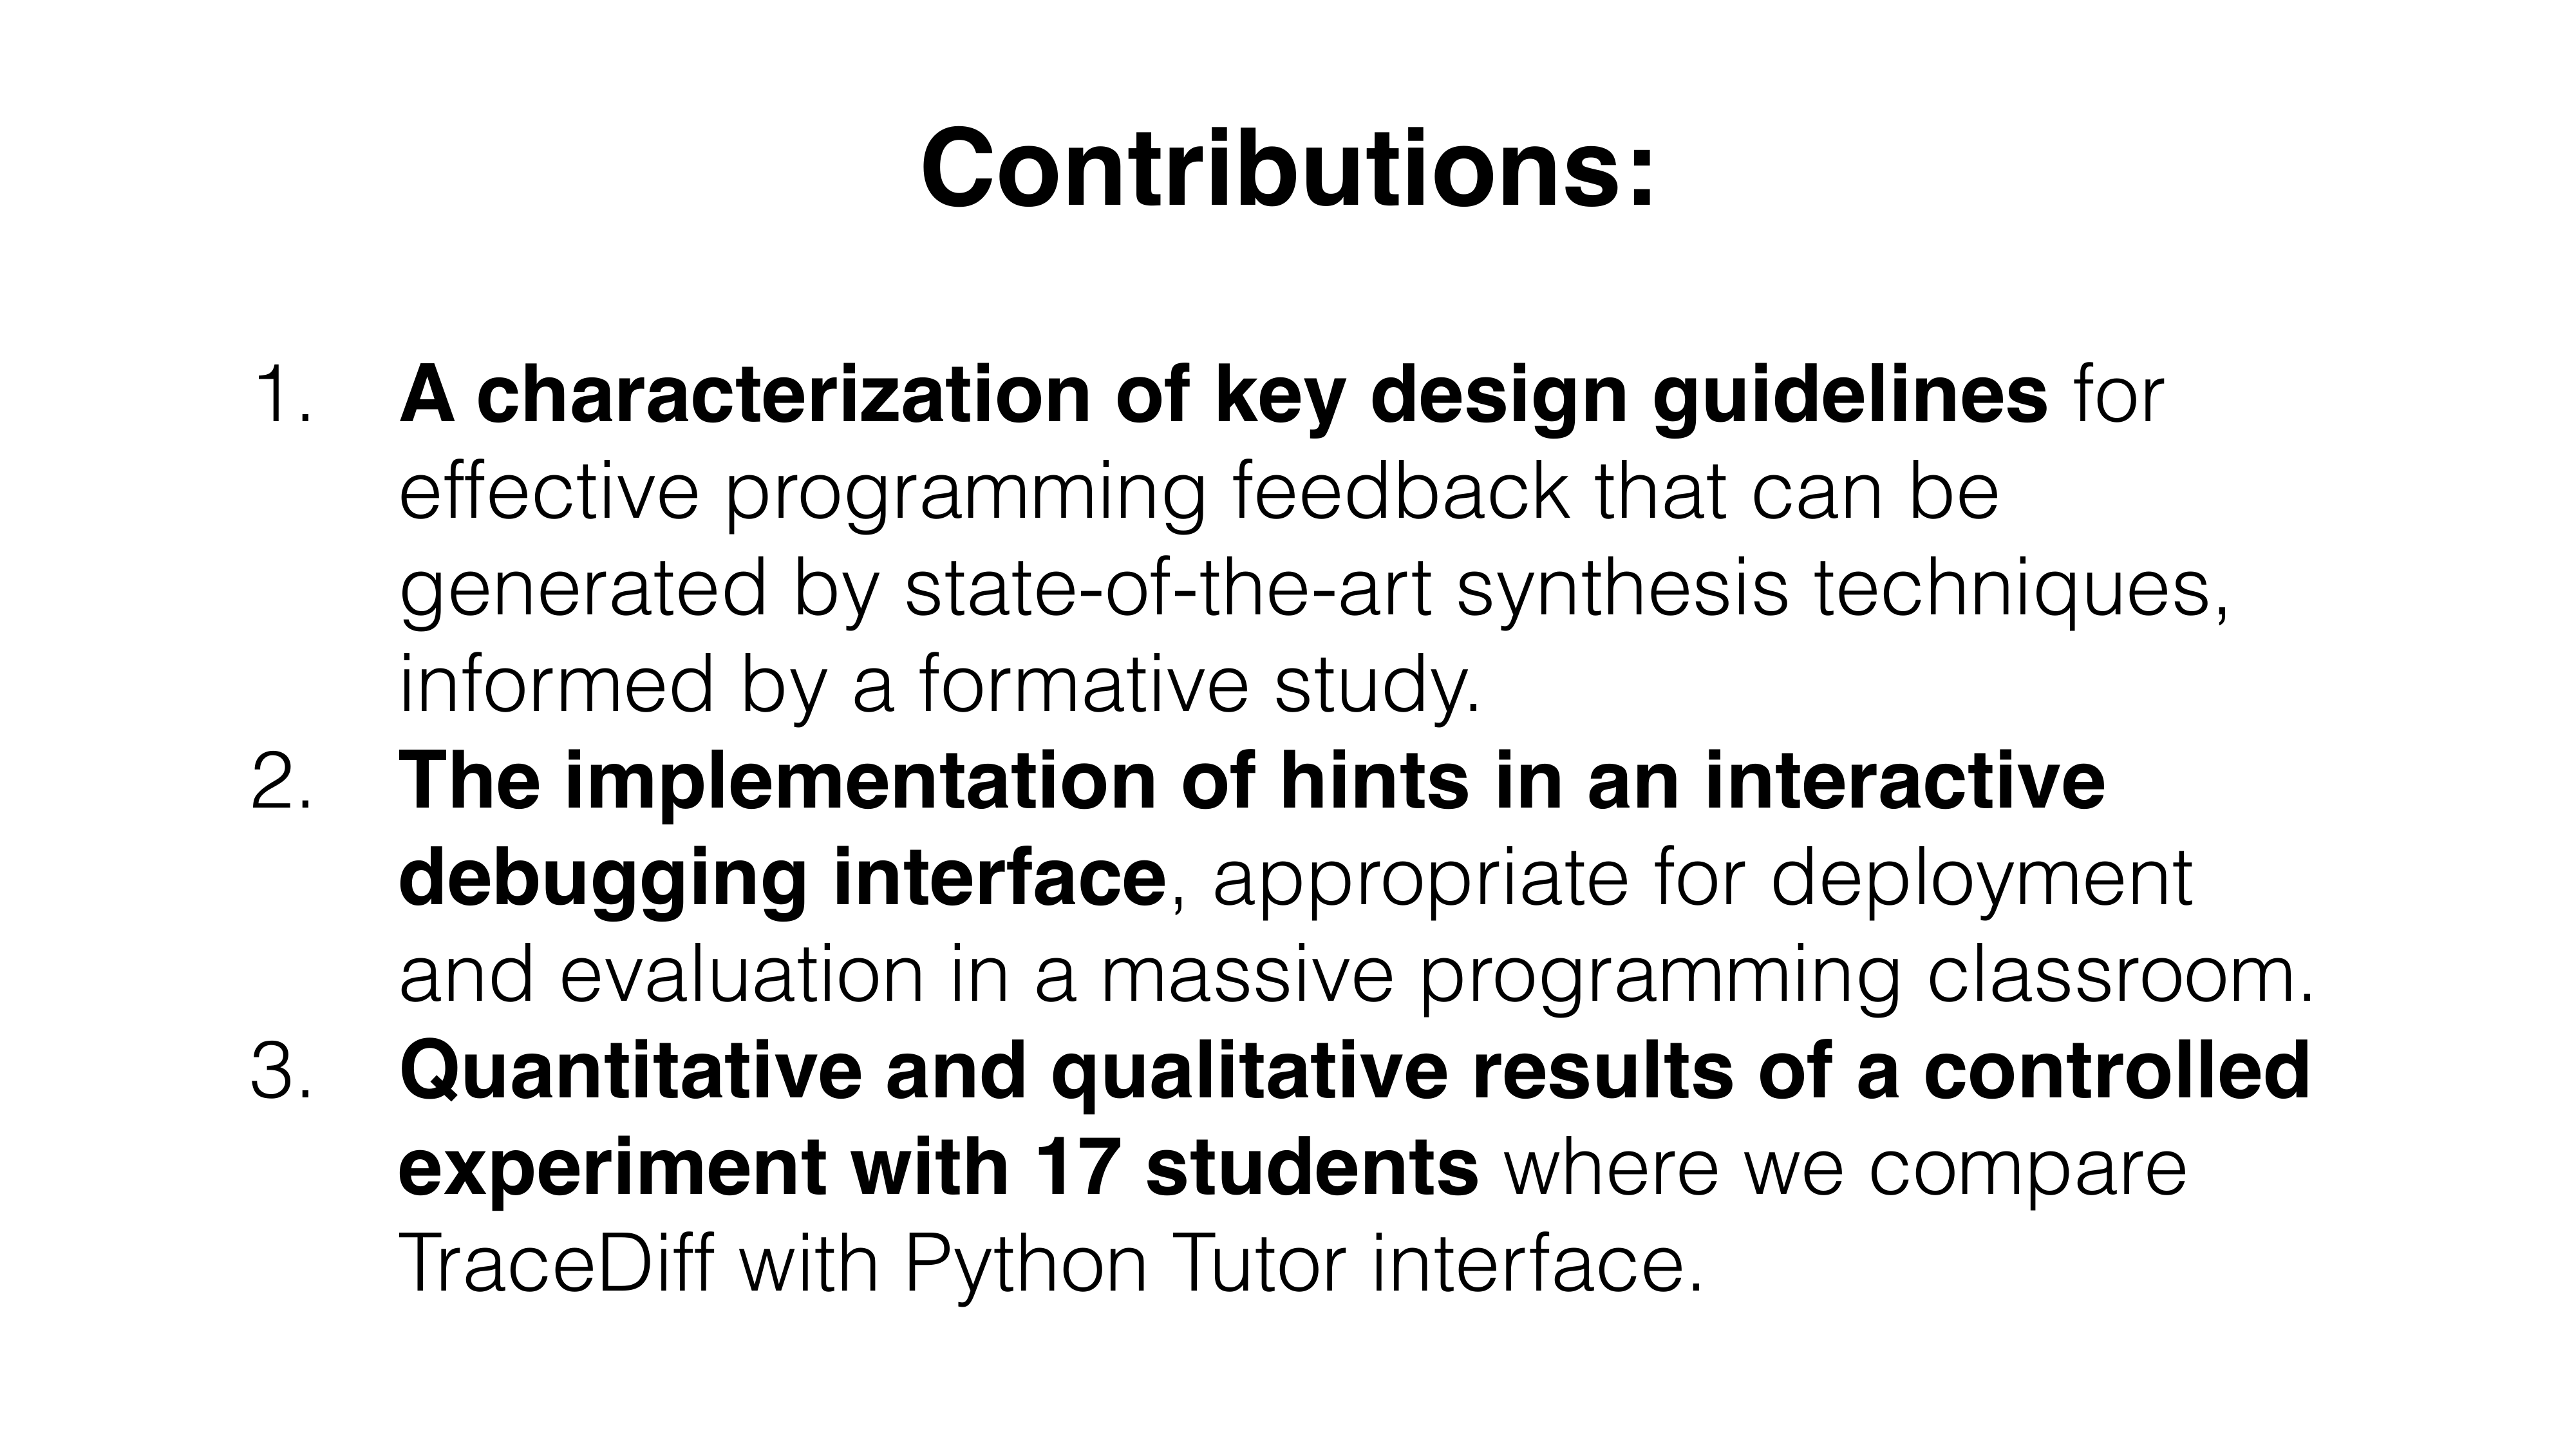 Contributions:
1. A characterization of key design guidelines for
effective programming feedback that can be
generated by state-of-the-art synthesis techniques,
informed by a formative study.
2. The implementation of hints in an interactive
debugging interface, appropriate for deployment
and evaluation in a massive programming classroom.
3. Quantitative and qualitative results of a controlled
experiment with 17 students where we compare
TraceDiff with Python Tutor interface.